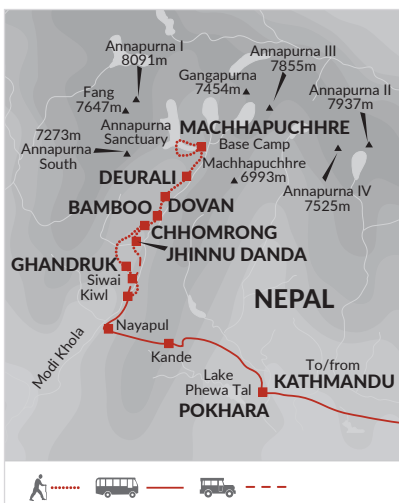 Annapurna I
8091m
Annapurna III
7855m
Gangapurna
7454m
Annapurna II
7937m
Fang
7647m
Annapurna
Sanctuary
7273m
Annapurna
South
MACHHAPUCHHRE
Base Camp
Machhapuchhre
6993m
Annapurna IV
7525m
DEURALI
DOVAN
BAMBOO
CHHOMRONG
JHINNU DANDA
GHANDRUK
Siwai
Kiwl
NEPAL
Nayapul
Modi Khola
Kande
Lake
Phewa Tal
To/from
KATHMANDU
POKHARA